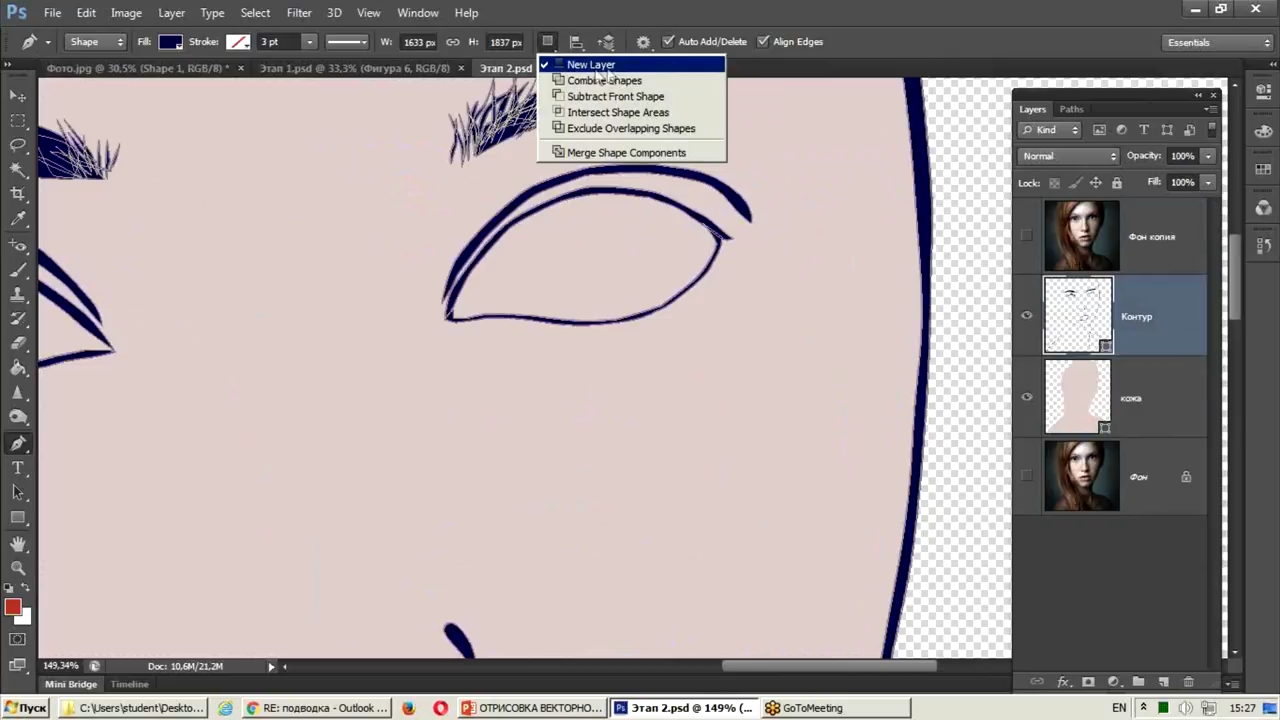 Ps File Edit Image Layer Type Select Filter 3D View Window Help
Shape Fill: Stroke: 3 pt W: 1633 px H: 1837 px Auto Add/Delete Align Edges Essentials
Фото.jpg @ 30,5% (Shape 1, RGB/8) * × Этап 1.psd @ 33,3% (Фигура 6, RGB/8) × Этап 2.psd
New Layer
Combine Shapes
Subtract Front Shape
Intersect Shape Areas
Exclude Overlapping Shapes
Merge Shape Components
Layers Paths
Kind
Normal Opacity: 100%
Lock: Fill: 100%
Фон копия
Контур
кожа
Фон
149,34% Doc: 10,6M/21,2M
Mini Bridge Timeline
Пуск C:\Users\student\Deskto... RE: подводка - Outlook ... ОТРИСОВКА ВЕКТОРНО... Этап 2.psd @ 149% (... GoToMeeting EN 15:27